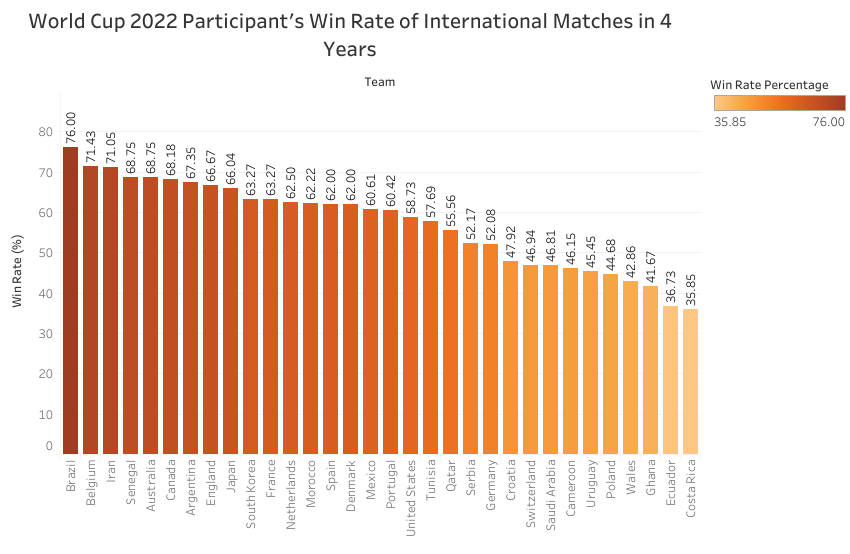 World Cup 2022 Participant's Win Rate of International Matches in 4
Years
Team
Win Rate Percentage
35.85 76.00
Win Rate (%)
80
70
60
50
40
30
20
10
0
76.00
71.43
71.05
68.75
68.75
68.18
67.35
66.67
66.04
63.27
63.27
62.50
62.22
62.00
62.00
60.61
60.42
58.73
57.69
55.56
52.17
52.08
47.92
46.94
46.81
46.15
45.45
44.68
42.86
41.67
36.73
35.85
Brazil
Belgium
Iran
Senegal
Australia
Canada
Argentina
England
Japan
South Korea
France
Netherlands
Morocco
Spain
Denmark
Mexico
Portugal
United States
Tunisia
Qatar
Serbia
Germany
Croatia
Switzerland
Saudi Arabia
Cameroon
Uruguay
Poland
Wales
Ghana
Ecuador
Costa Rica